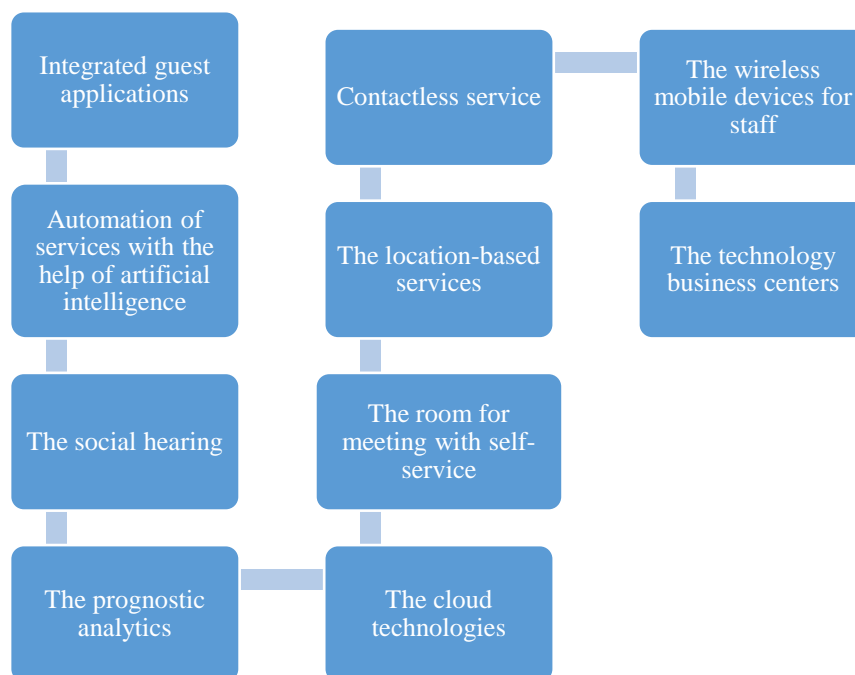 Integrated guest
applications
Automation of
services with the
help of artificial
intelligence
The social hearing
The prognostic
analytics
The cloud
technologies
The room for
meeting with self-
service
The location-based
services
Contactless service
The wireless
mobile devices for
staff
The technology
business centers